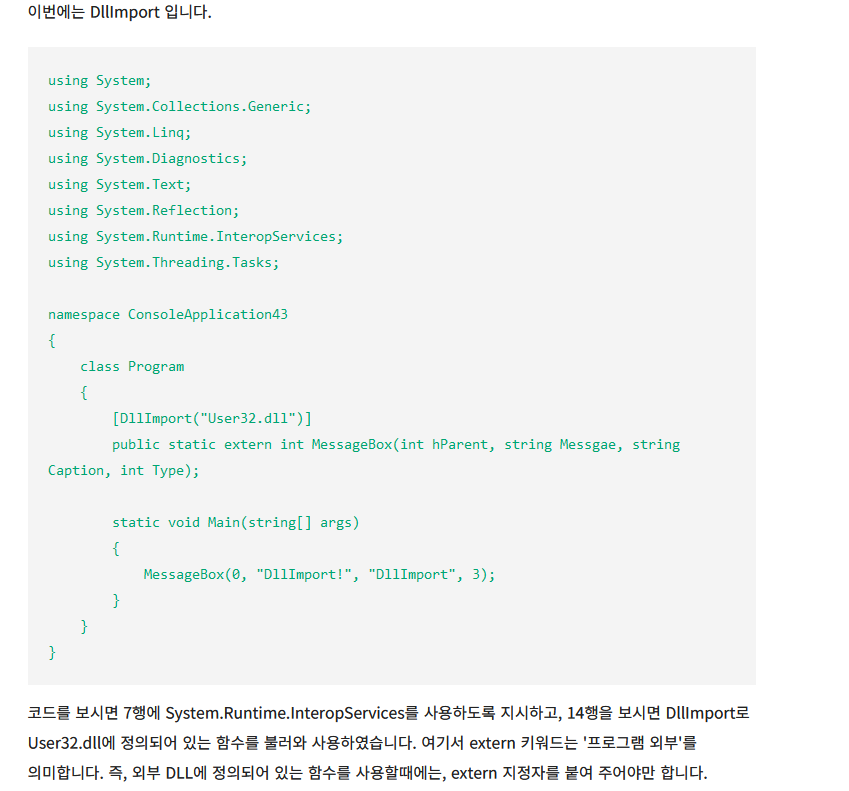 이번에는 DllImport 입니다.
using System;
using System.Collections.Generic;
using System.Linq;
using System.Diagnostics;
using System.Text;
using System.Reflection;
using System.Runtime.InteropServices;
using System.Threading.Tasks;
namespace ConsoleApplication43
{
    class Program
    {
        [DllImport("User32.dll")]
        public static extern int MessageBox(int hParent, string Messgae, string
Caption, int Type);
        static void Main(string[] args)
        {
            MessageBox(0, "DllImport!", "DllImport", 3);
        }
    }
}
코드를 보시면 7행에 System.Runtime.InteropServices를 사용하도록 지시하고, 14행을 보시면 DllImport로
User32.dll에 정의되어 있는 함수를 불러와 사용하였습니다. 여기서 extern 키워드는 '프로그램 외부'를
의미합니다. 즉, 외부 DLL에 정의되어 있는 함수를 사용할때에는, extern 지정자를 붙여 주어야만 합니다.